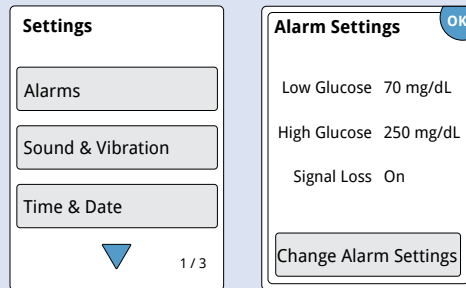 Settings
Alarms
Sound & Vibration
Time & Date
1 / 3
Alarm Settings
OK
Low Glucose 70 mg/dL
High Glucose 250 mg/dL
Signal Loss On
Change Alarm Settings